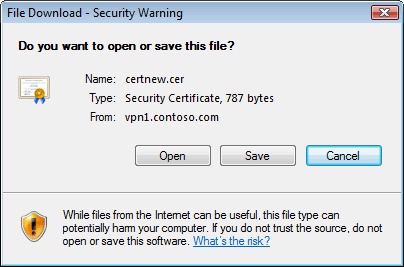 File Download - Security Warning
Do you want to open or save this file?
Name: certnew.cer
Type: Security Certificate, 787 bytes
From: vpn1.contoso.com
Open Save Cancel
While files from the Internet can be useful, this file type can
potentially harm your computer. If you do not trust the source, do not
open or save this software. What's the risk?